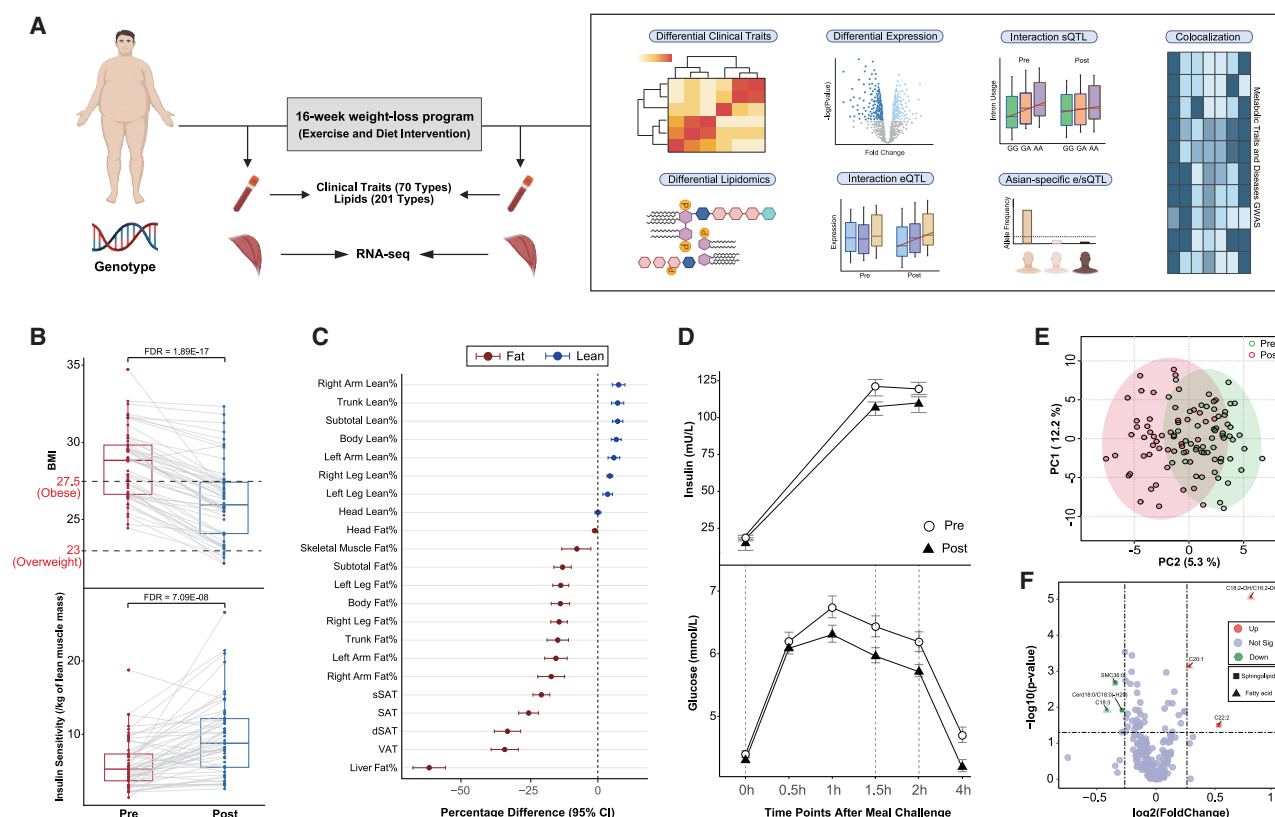 A
16-week weight-loss program
(Exercise and Diet Intervention)
Clinical Traits (70 Types)
Lipids (201 Types)
RNA-seq
Genotype
Differential Clinical Traits
Differential Expression
-log(Pvalue)
Fold Change
Interaction sQTL
Pre
Post
Intron Usage
GG GA AA
GG GA AA
Colocalization
Metabolic Traits and Diseases GWAS
Differential Lipidomics
P
P
P
P
Interaction eQTL
Expression
Pre
Post
Asian-specific e/sQTL
Allele Frequency
B
FDR = 1.89E-17
35
30
27.5
(Obese)
25
23
(Overweight)
BMI
FDR = 7.09E-08
20
10
Insulin Sensitivity (/kg of lean muscle mass)
Pre
Post
C
Fat
Lean
Right Arm Lean%
Trunk Lean%
Subtotal Lean%
Body Lean%
Left Arm Lean%
Right Leg Lean%
Left Leg Lean%
Head Lean%
Head Fat%
Skeletal Muscle Fat%
Subtotal Fat%
Left Leg Fat%
Body Fat%
Right Leg Fat%
Trunk Fat%
Left Arm Fat%
Right Arm Fat%
sSAT
SAT
dSAT
VAT
Liver Fat%
−50
−25
0
Percentage Difference (95% CI)
D
125
100
75
50
25
Insulin (mU/L)
Pre
Post
7
6
5
Glucose (mmol/L)
0h
0.5h
1h
1.5h
2h
4h
Time Points After Meal Challenge
E
Pre
Pos
10
5
0
-5
-10
PC1 ( 12.2 %)
−5
0
5
PC2 (5.3 %)
F
C18:2-OH/C16:2-DI
C20:1
SMC36:0
C18:3
C22:2
Up
Not Sig
Down
Sphingolipid
Fatty acid
5
4
3
2
1
0
−log10(p-value)
−0.5
0.0
0.5
1
log2(FoldChange)